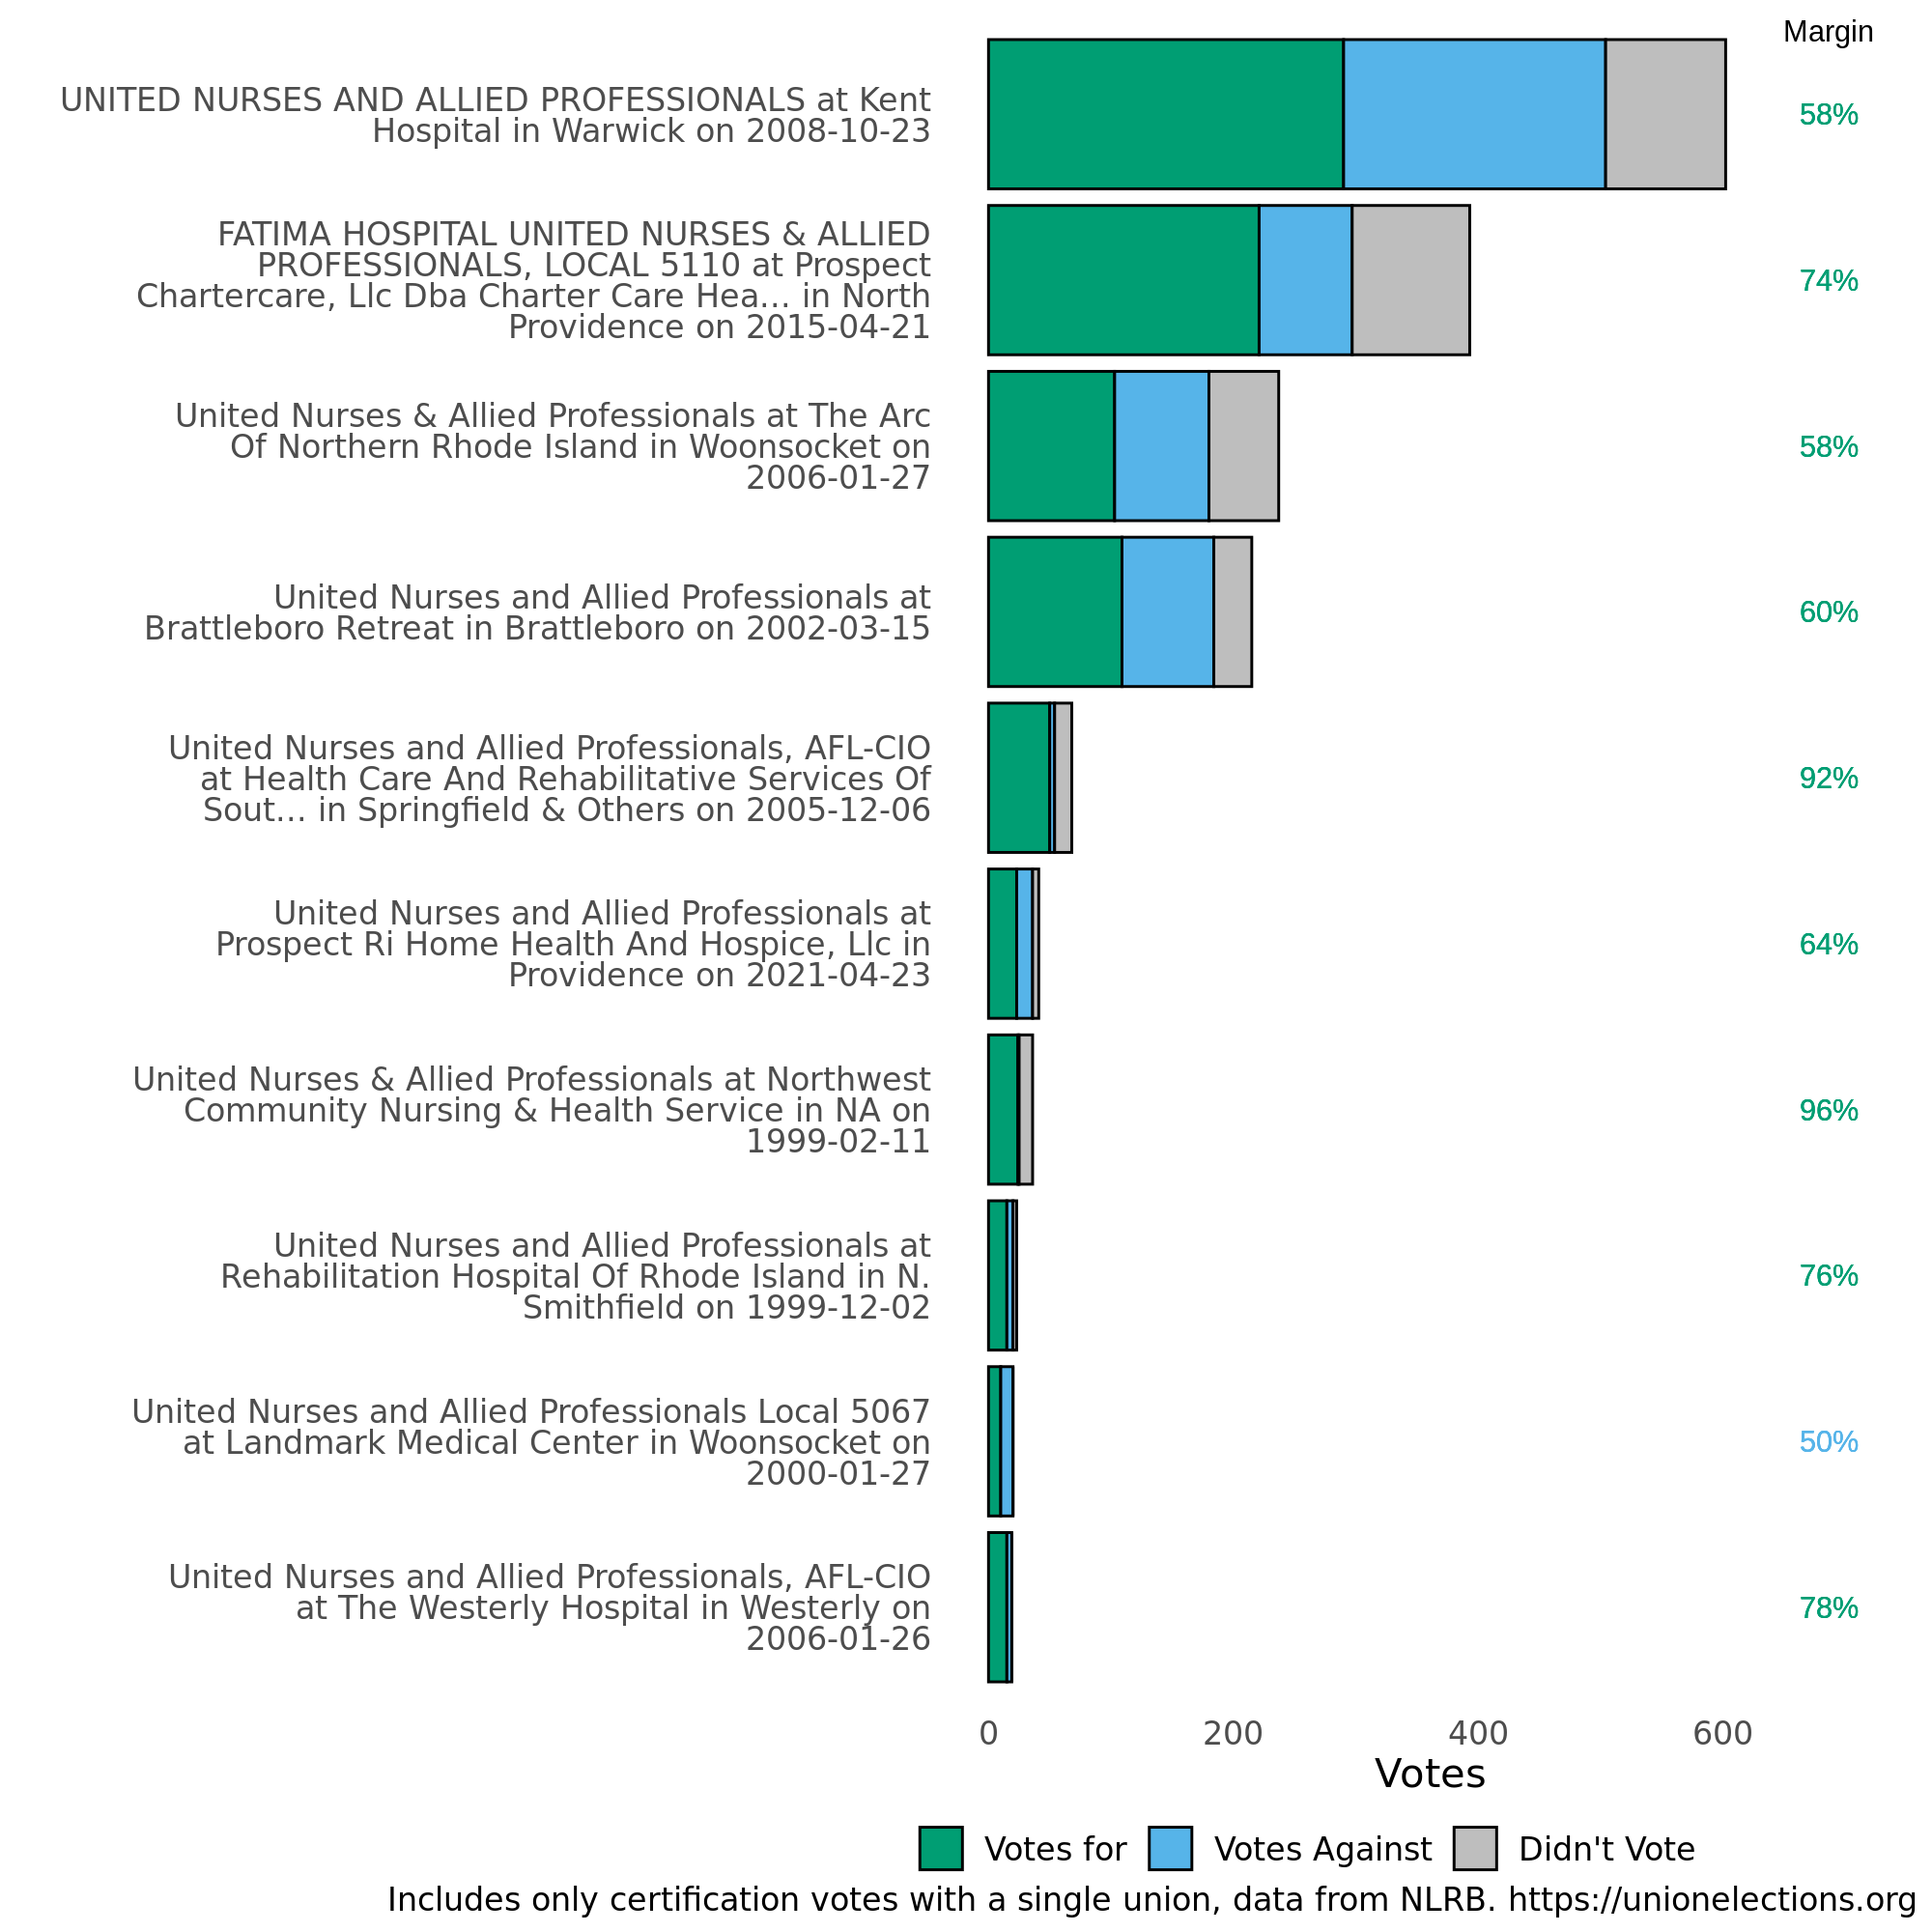 Margin
UNITED NURSES AND ALLIED PROFESSIONALS at Kent
Hospital in Warwick on 2008-10-23
58%
FATIMA HOSPITAL UNITED NURSES & ALLIED
PROFESSIONALS, LOCAL 5110 at Prospect
Chartercare, Llc Dba Charter Care Hea... in North
Providence on 2015-04-21
74%
United Nurses & Allied Professionals at The Arc
Of Northern Rhode Island in Woonsocket on
2006-01-27
58%
United Nurses and Allied Professionals at
Brattleboro Retreat in Brattleboro on 2002-03-15
60%
United Nurses and Allied Professionals, AFL-CIO
at Health Care And Rehabilitative Services Of
Sout... in Springfield & Others on 2005-12-06
92%
United Nurses and Allied Professionals at
Prospect Ri Home Health And Hospice, Llc in
Providence on 2021-04-23
64%
United Nurses & Allied Professionals at Northwest
Community Nursing & Health Service in NA on
1999-02-11
96%
United Nurses and Allied Professionals at
Rehabilitation Hospital Of Rhode Island in N.
Smithfield on 1999-12-02
76%
United Nurses and Allied Professionals Local 5067
at Landmark Medical Center in Woonsocket on
2000-01-27
50%
United Nurses and Allied Professionals, AFL-CIO
at The Westerly Hospital in Westerly on
2006-01-26
78%
0 200 400 600
Votes
Votes for Votes Against Didn't Vote
Includes only certification votes with a single union, data from NLRB. https://unionelections.org